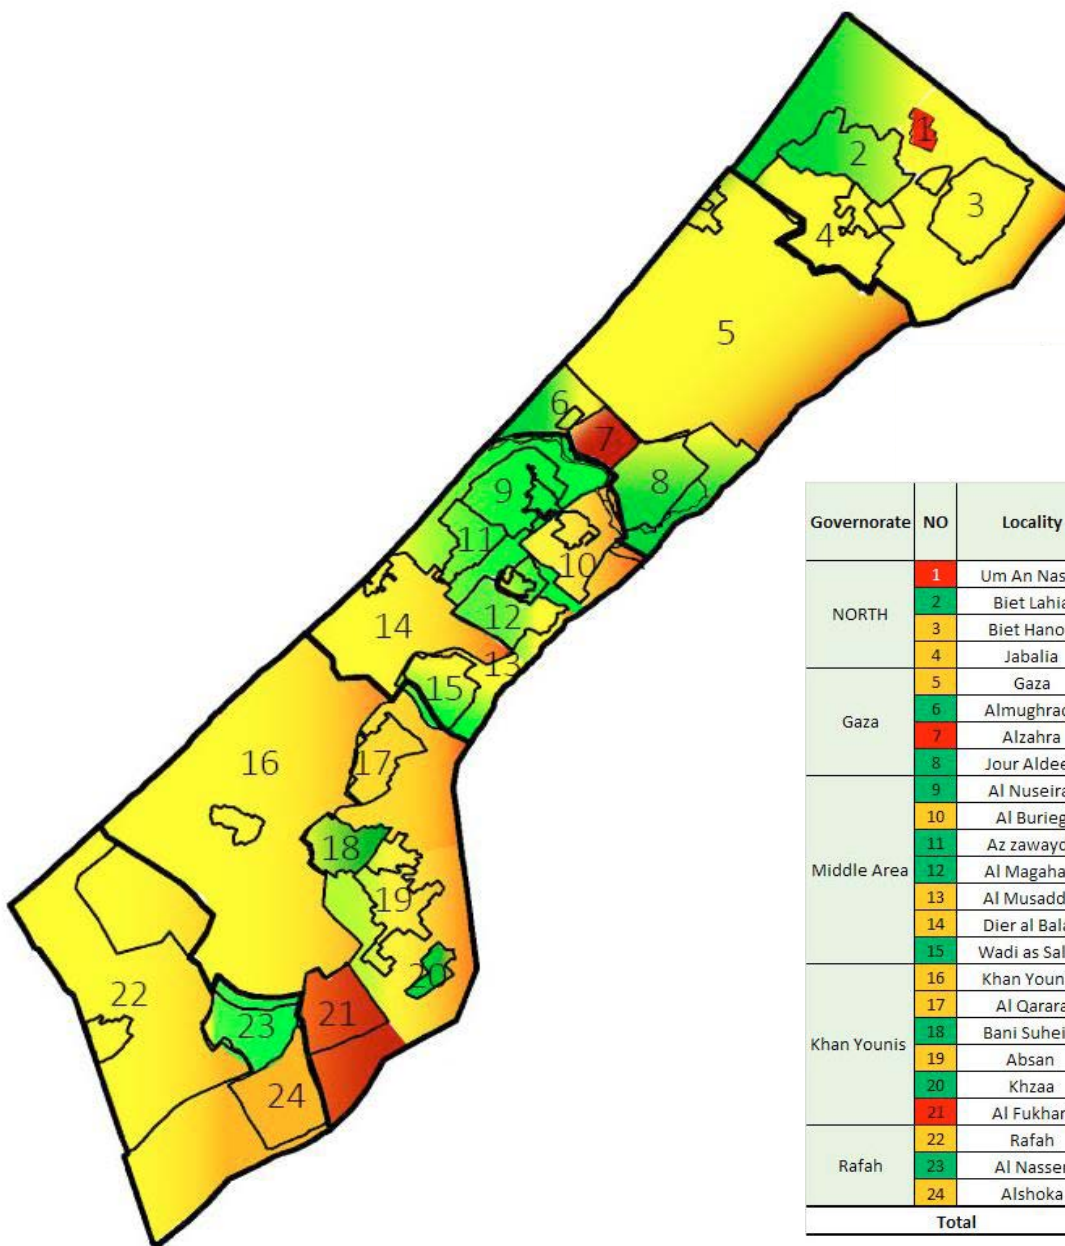 1
2
3
4
5
6
7
8
9
10
11
12
13
14
15
16
17
18
19
20
21
22
23
24
Governorate NO Locality
NORTH
1 Um An Nas
2 Biet Lahia
3 Biet Hano
4 Jabalia
Gaza
5 Gaza
6 Almughra
7 Alzahra
8 Jour Aldee
Middle Area
9 Al Nuseira
10 Al Burieg
11 Az zawayd
12 Al Magaha
13 Al Musadd
14 Dier al Bala
15 Wadi as Sal
Khan Younis
16 Khan Youn
17 Al Qarara
18 Bani Suhei
19 Absan
20 Khzaa
21 Al Fukhar
Rafah
22 Rafah
23 Al Nasser
24 Alshoka
Total